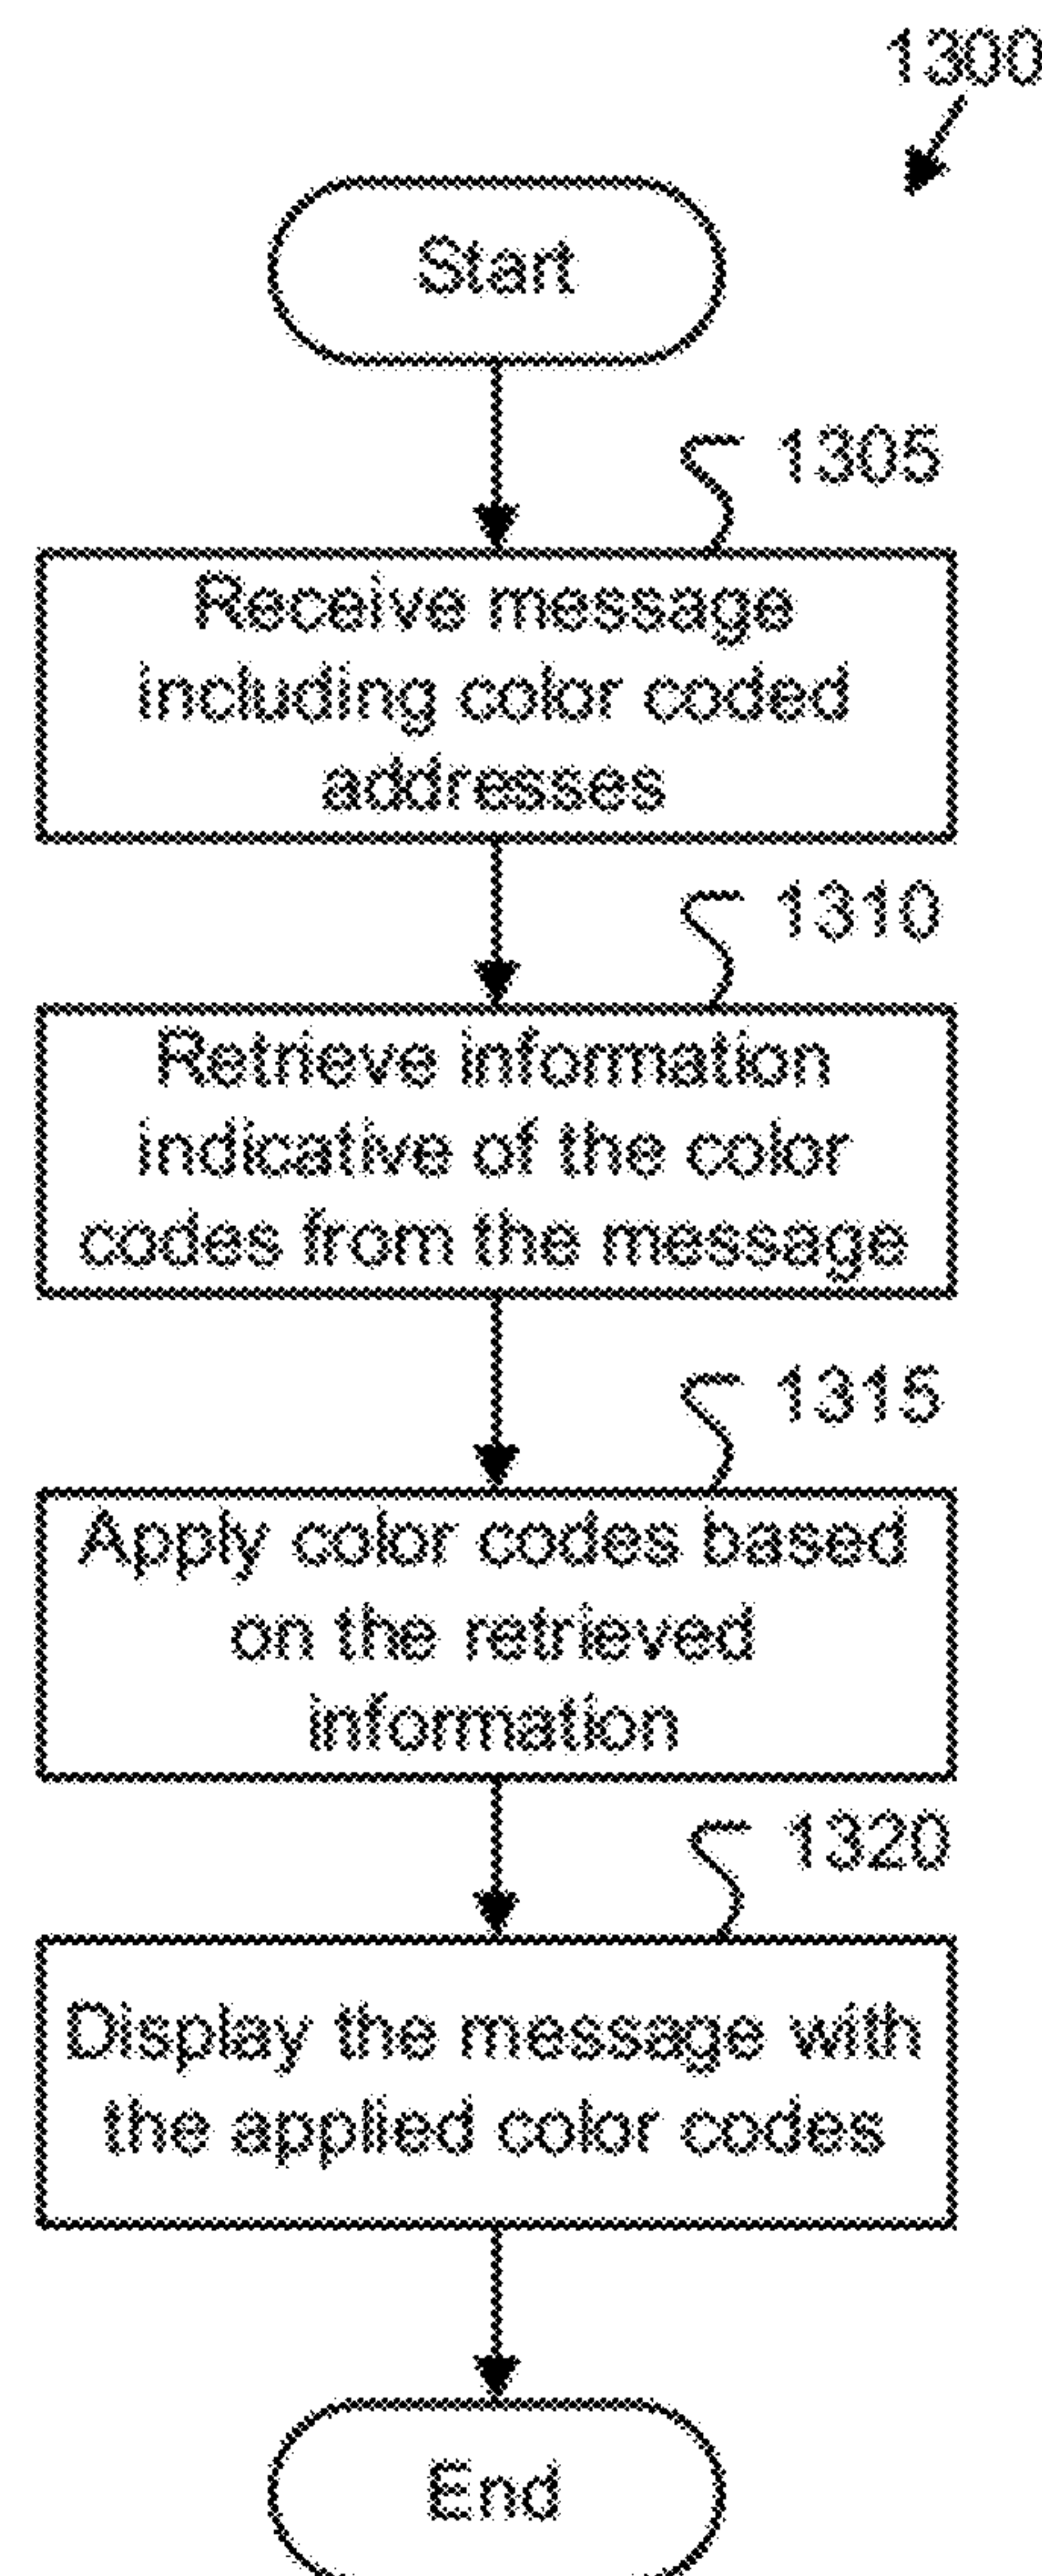 1300
Start
1305
Receive message
including color coded
addresses
1310
Retrieve information
indicative of the color
codes from the message
1315
Apply color codes based
on the retrieved
information
1320
Display the message with
the applied color codes
End